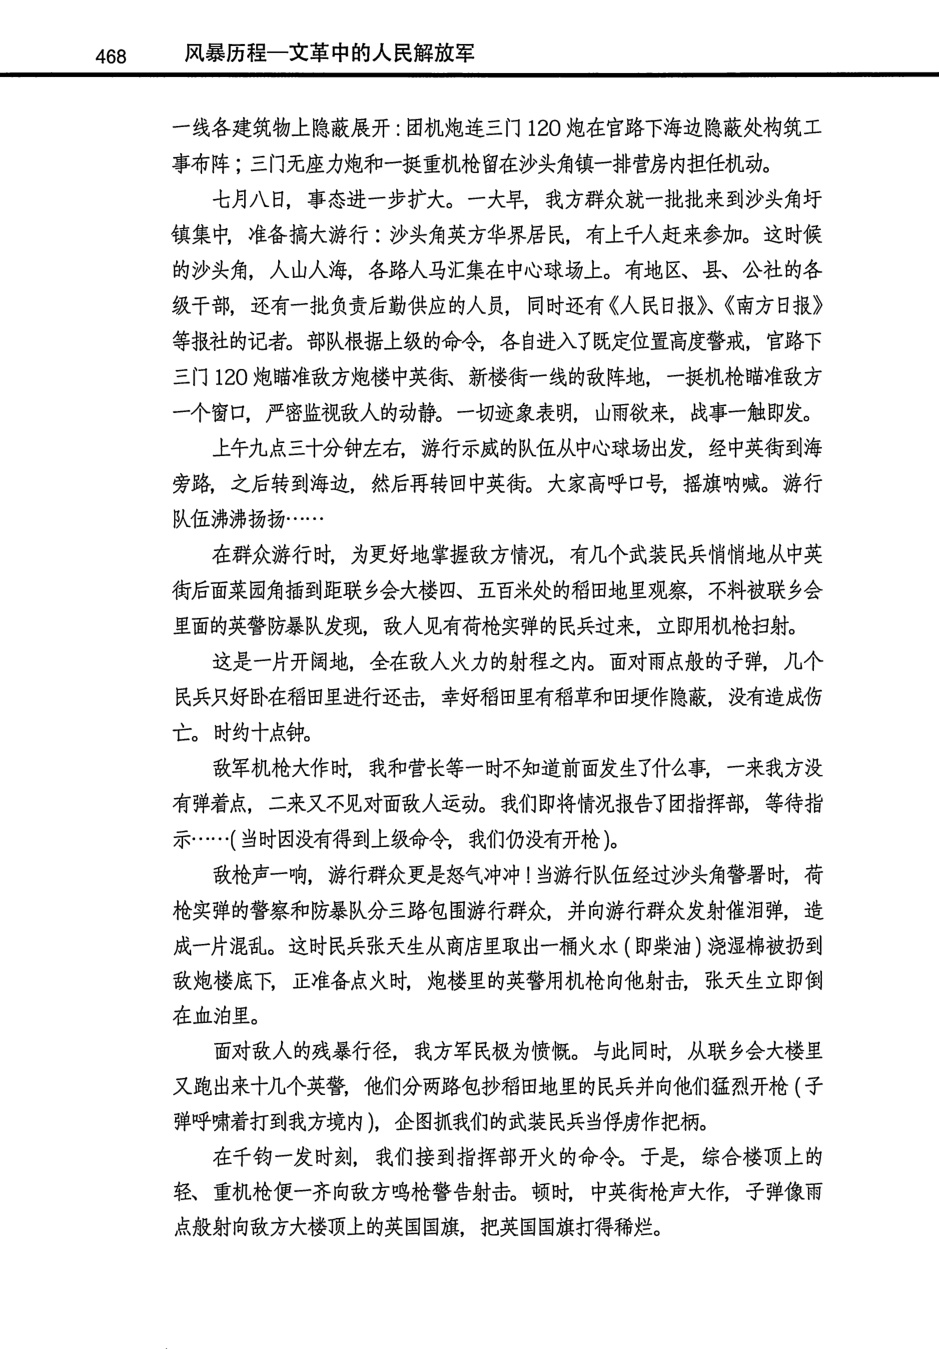 468 风暴历程—文革中的人民解放军
一线各建筑物上隐蔽展开:团机炮连三门120炮在官路下海边隐蔽处构筑工
事布阵;三门无座力炮和一挺重机枪留在沙头角镇一排营房内担任机动。
七月八日，事态进一步扩大。一大早，我方群众就一批批来到沙头角圩
镇集中，准备搞大游行:沙头角英方华界居民，有上千人赶来参加。这时候
的沙头角，人山人海，各路人马汇集在中心球场上。有地区、县、公社的各
级干部，还有一批负责后勤供应的人员，同时还有《人民日报》、《南方日报》
等报社的记者。部队根据上级的命令，各自进入了既定位置高度警戒，官路下
三门120炮瞄准敌方炮楼中英街、新楼街一线的敌阵地，一挺机枪瞄准敌方
一个窗口，严密监视敌人的动静。一切迹象表明，山雨欲来，战事一触即发。
上午九点三十分钟左右，游行示威的队伍从中心球场出发，经中英街到海
旁路，之后转到海边，然后再转回中英街。大家高呼口号，摇旗呐喊。游行
队伍沸沸扬扬……
在群众游行时，为更好地掌握敌方情况，有几个武装民兵悄悄地从中英
街后面菜园角插到距联乡会大楼四、五百米处的稻田地里观察，不料被联乡会
里面的英警防暴队发现，敌人见有荷枪实弹的民兵过来，立即用机枪扫射。
这是一片开阔地，全在敌人火力的射程之内。面对雨点般的子弹，几个
民兵只好卧在稻田里进行还击，幸好稻田里有稻草和田埂作隐蔽，没有造成伤
亡。时约十点钟。
敌军机枪大作时，我和营长等一时不知道前面发生了什么事，一来我方没
有弹着点，二来又不见对面敌人运动。我们即将情况报告了团指挥部，等待指
示……(当时因没有得到上级命令，我们仍没有开枪)。
敌枪声一响，游行群众更是怒气冲冲!当游行队伍经过沙头角警署时，荷
枪实弹的警察和防暴队分三路包围游行群众，并向游行群众发射催泪弹，造
成一片混乱。这时民兵张天生从商店里取出一桶火水(即柴油)浇湿棉被扔到
敌炮楼底下，正准备点火时，炮楼里的英警用机枪向他射击，张天生立即倒
在血泊里。
面对敌人的残暴行径，我方军民极为愤慨。与此同时，从联乡会大楼里
又跑出来十几个英警，他们分两路包抄稻田地里的民兵并向他们猛烈开枪(子
弹呼啸着打到我方境内)，企图抓我们的武装民兵当俘虏作把柄。
在千钧一发时刻，我们接到指挥部开火的命令。于是，综合楼顶上的
轻、重机枪便一齐向敌方鸣枪警告射击。顿时，中英街枪声大作，子弹像雨
点般射向敌方大楼顶上的英国国旗，把英国国旗打得稀烂。